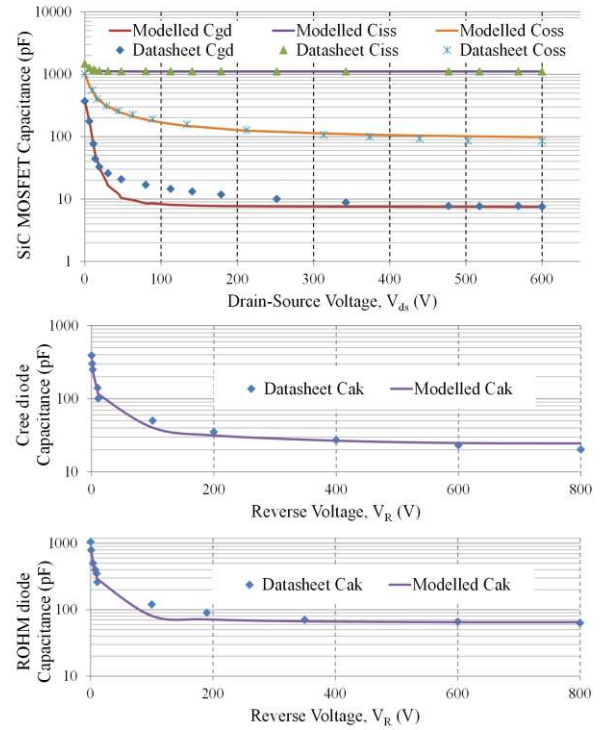 Modelled Cgd Modelled Ciss Modelled Coss
Datasheet Cgd Datasheet Ciss Datasheet Coss
SiC MOSFET Capacitance (pF)
10000
1000
100
10
1
0 100 200 300 400 500 600
Drain-Source Voltage, Vds (V)
Cree diode
Capacitance (pF)
1000
100
10
Datasheet Cak Modelled Cak
0 200 400 600 800
Reverse Voltage, VR (V)
ROHM diode
Capacitance (pF)
1000
100
10
Datasheet Cak Modelled Cak
0 200 400 600 800
Reverse Voltage, VR (V)